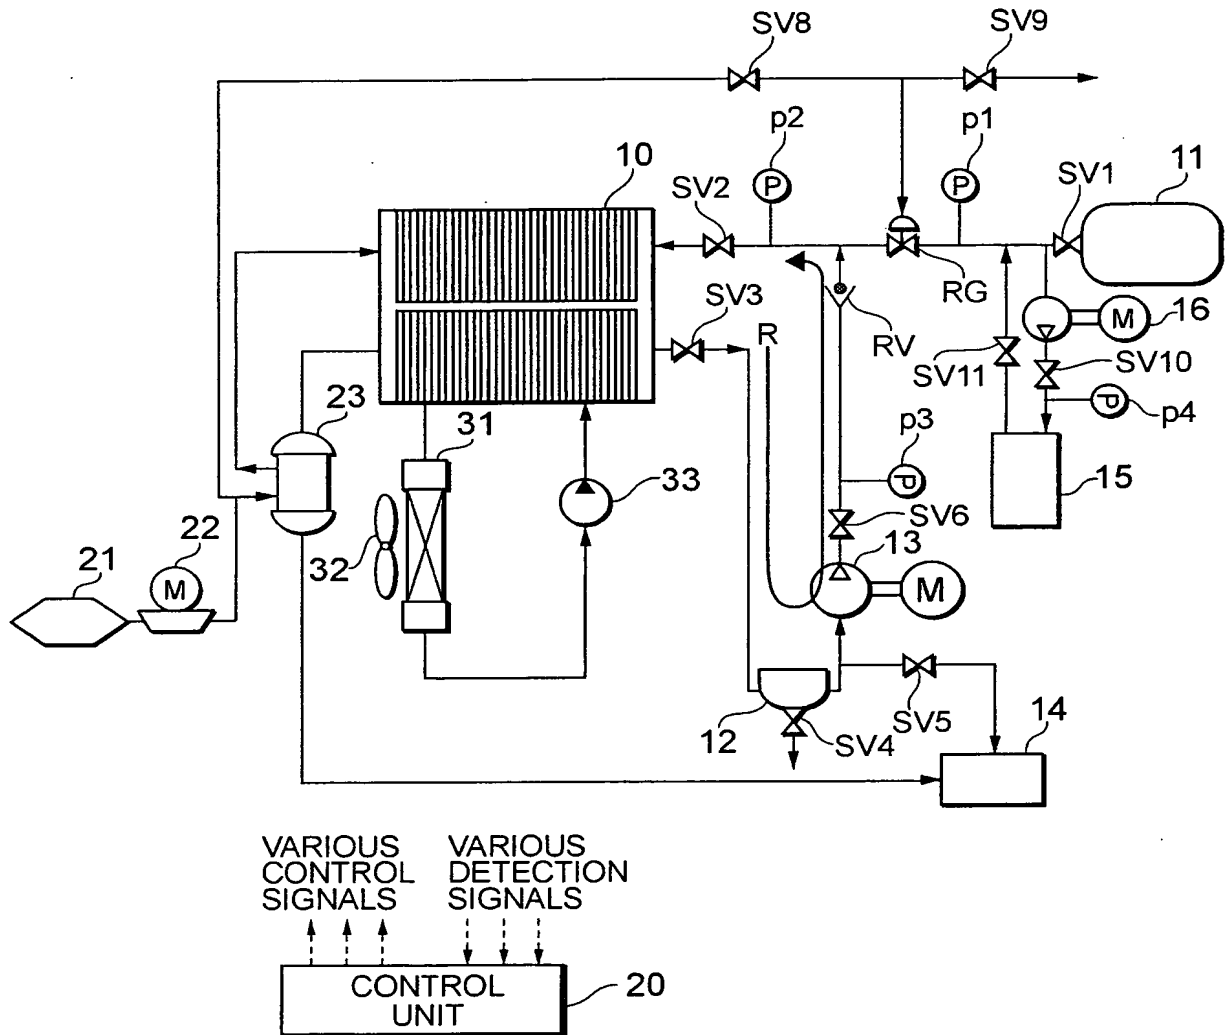 SV8
SV9
p2
p1
10
SV2
SV1
11
P
P
RG
SV3
R
RV
M
16
SV11
SV10
P
p4
23
31
p3
P
15
33
22
SV6
13
21
M
32
M
12
SV4
SV5
14
VARIOUS CONTROL SIGNALS
VARIOUS DETECTION SIGNALS
CONTROL UNIT
20